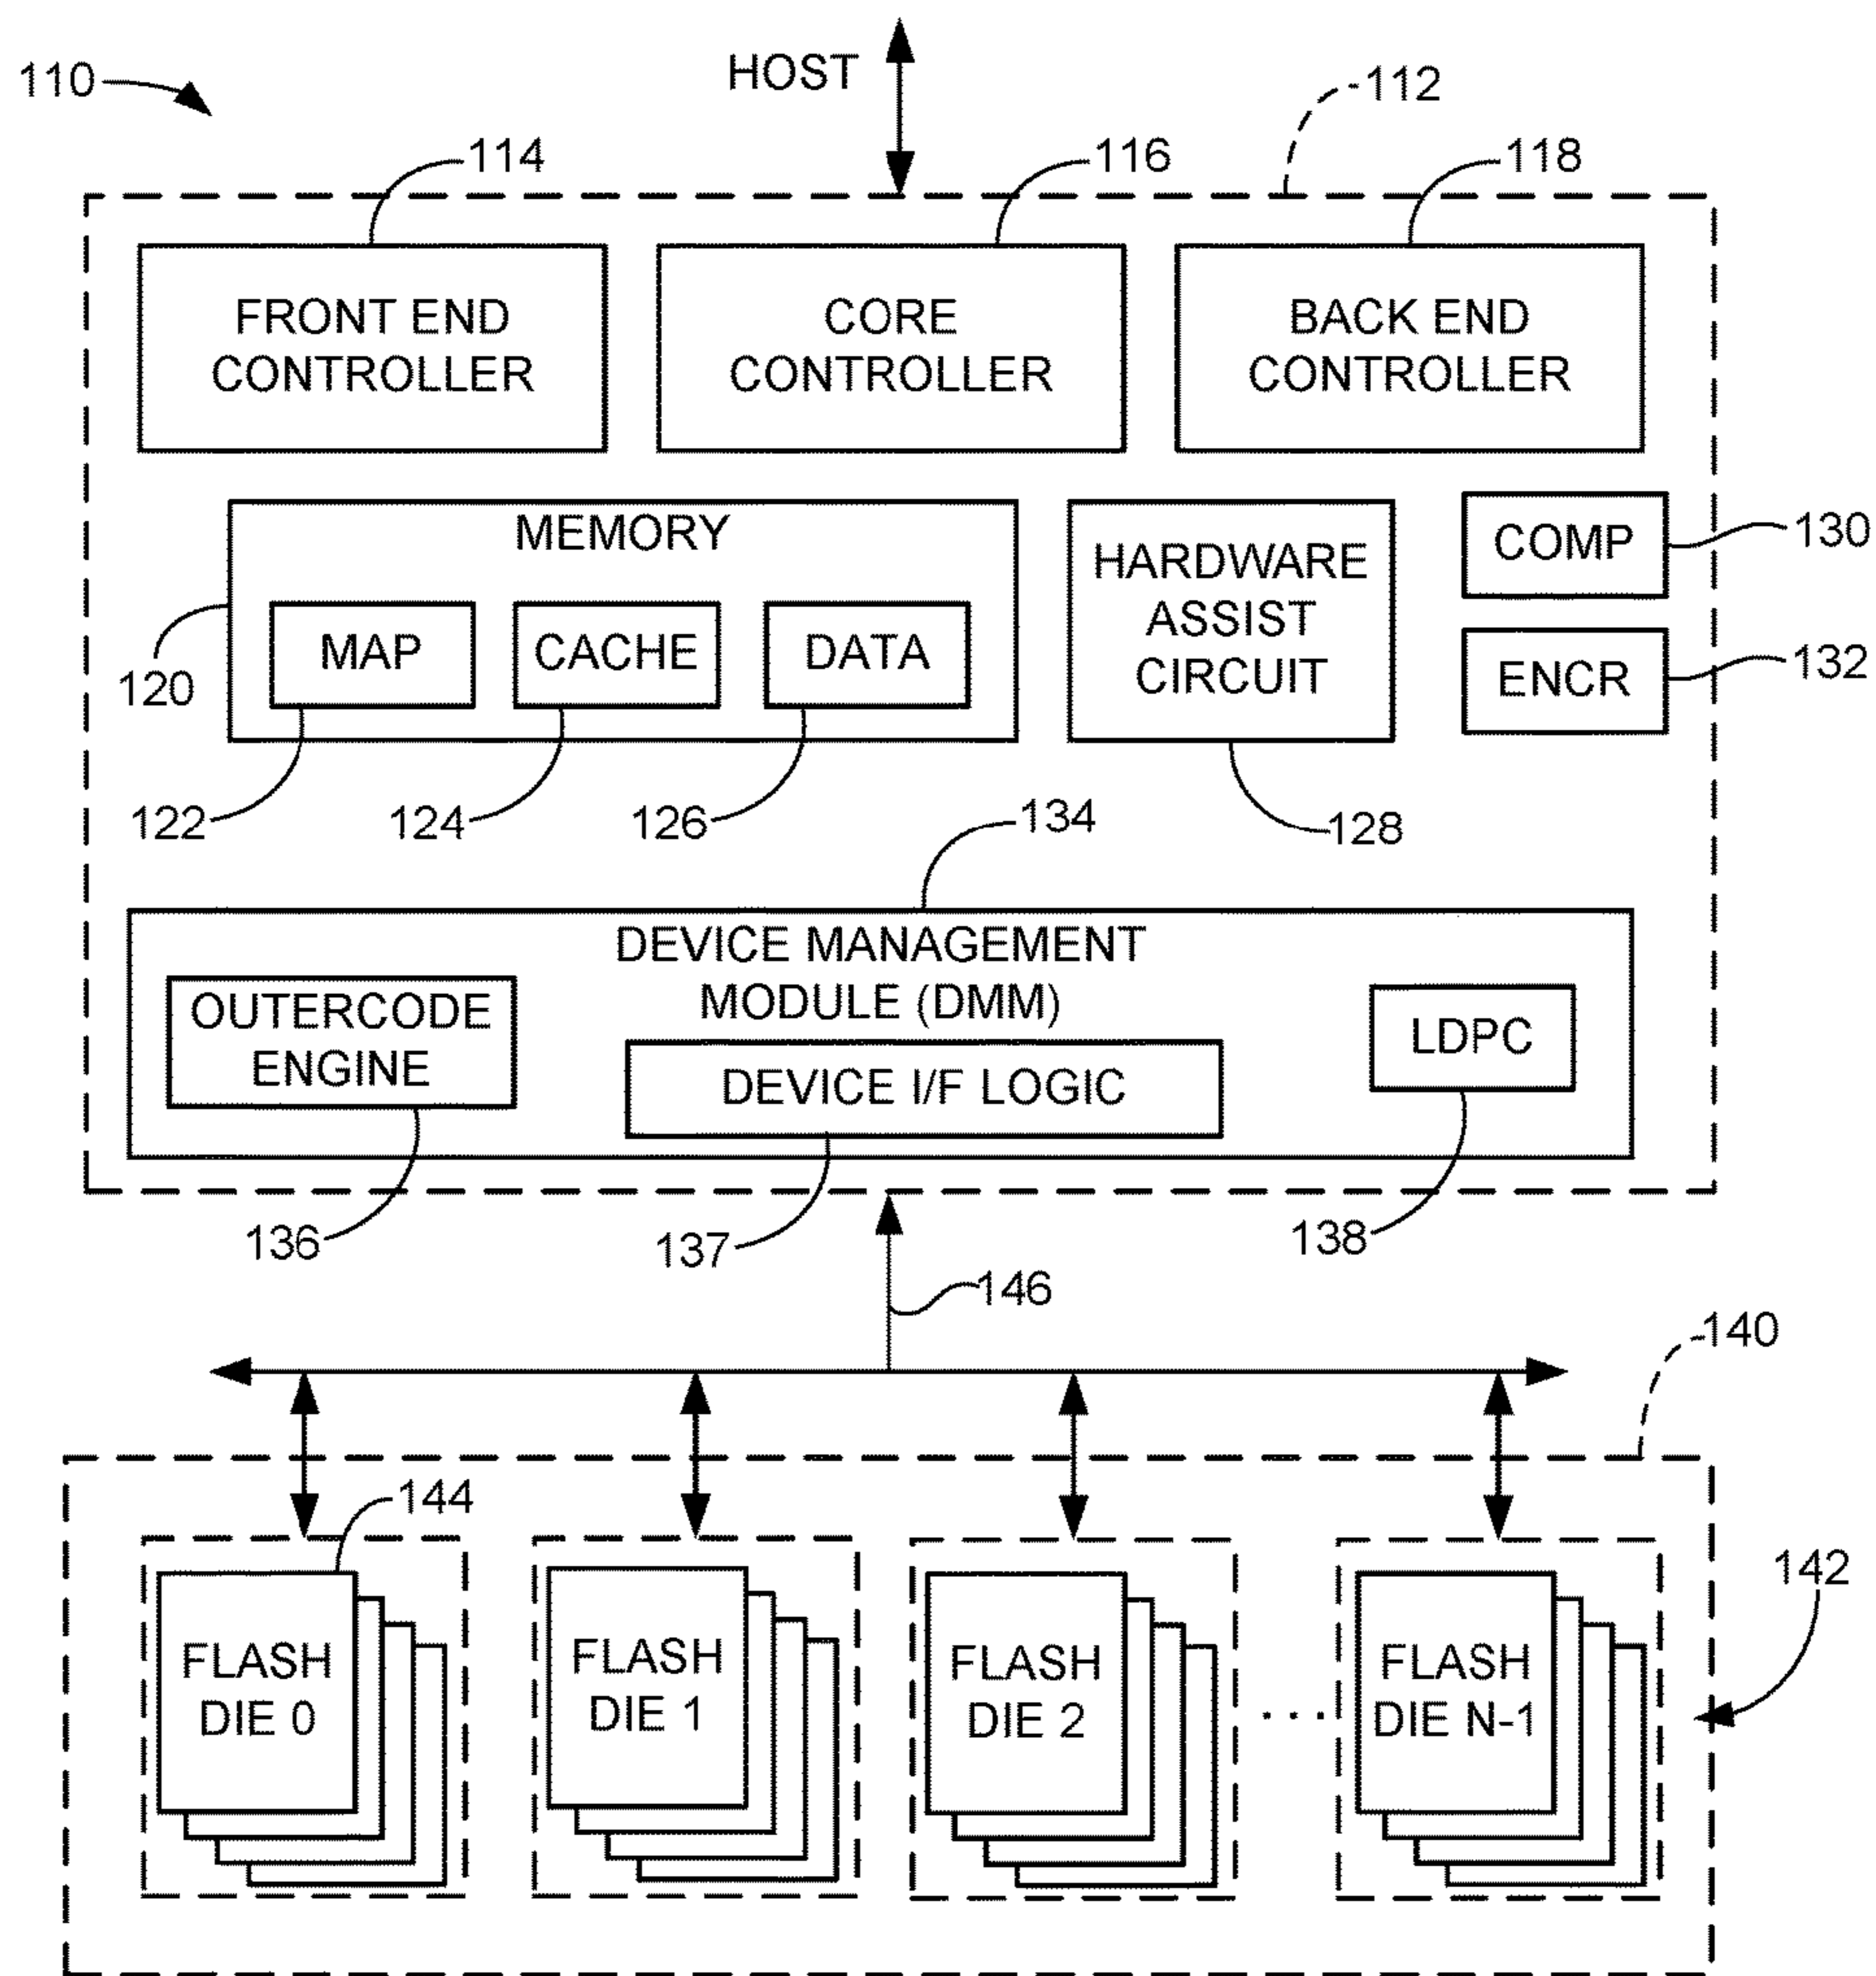 HOST
110
112
114
116
118
FRONT END
CONTROLLER
CORE
CONTROLLER
BACK END
CONTROLLER
MEMORY
MAP
CACHE
DATA
120
HARDWARE
ASSIST
CIRCUIT
COMP
130
ENCR
132
122
124
126
134
128
DEVICE MANAGEMENT
MODULE (DMM)
OUTERCODE
ENGINE
DEVICE I/F LOGIC
LDPC
136
137
138
146
140
144
142
FLASH
DIE 0
FLASH
DIE 1
FLASH
DIE 2
...
FLASH
DIE N-1